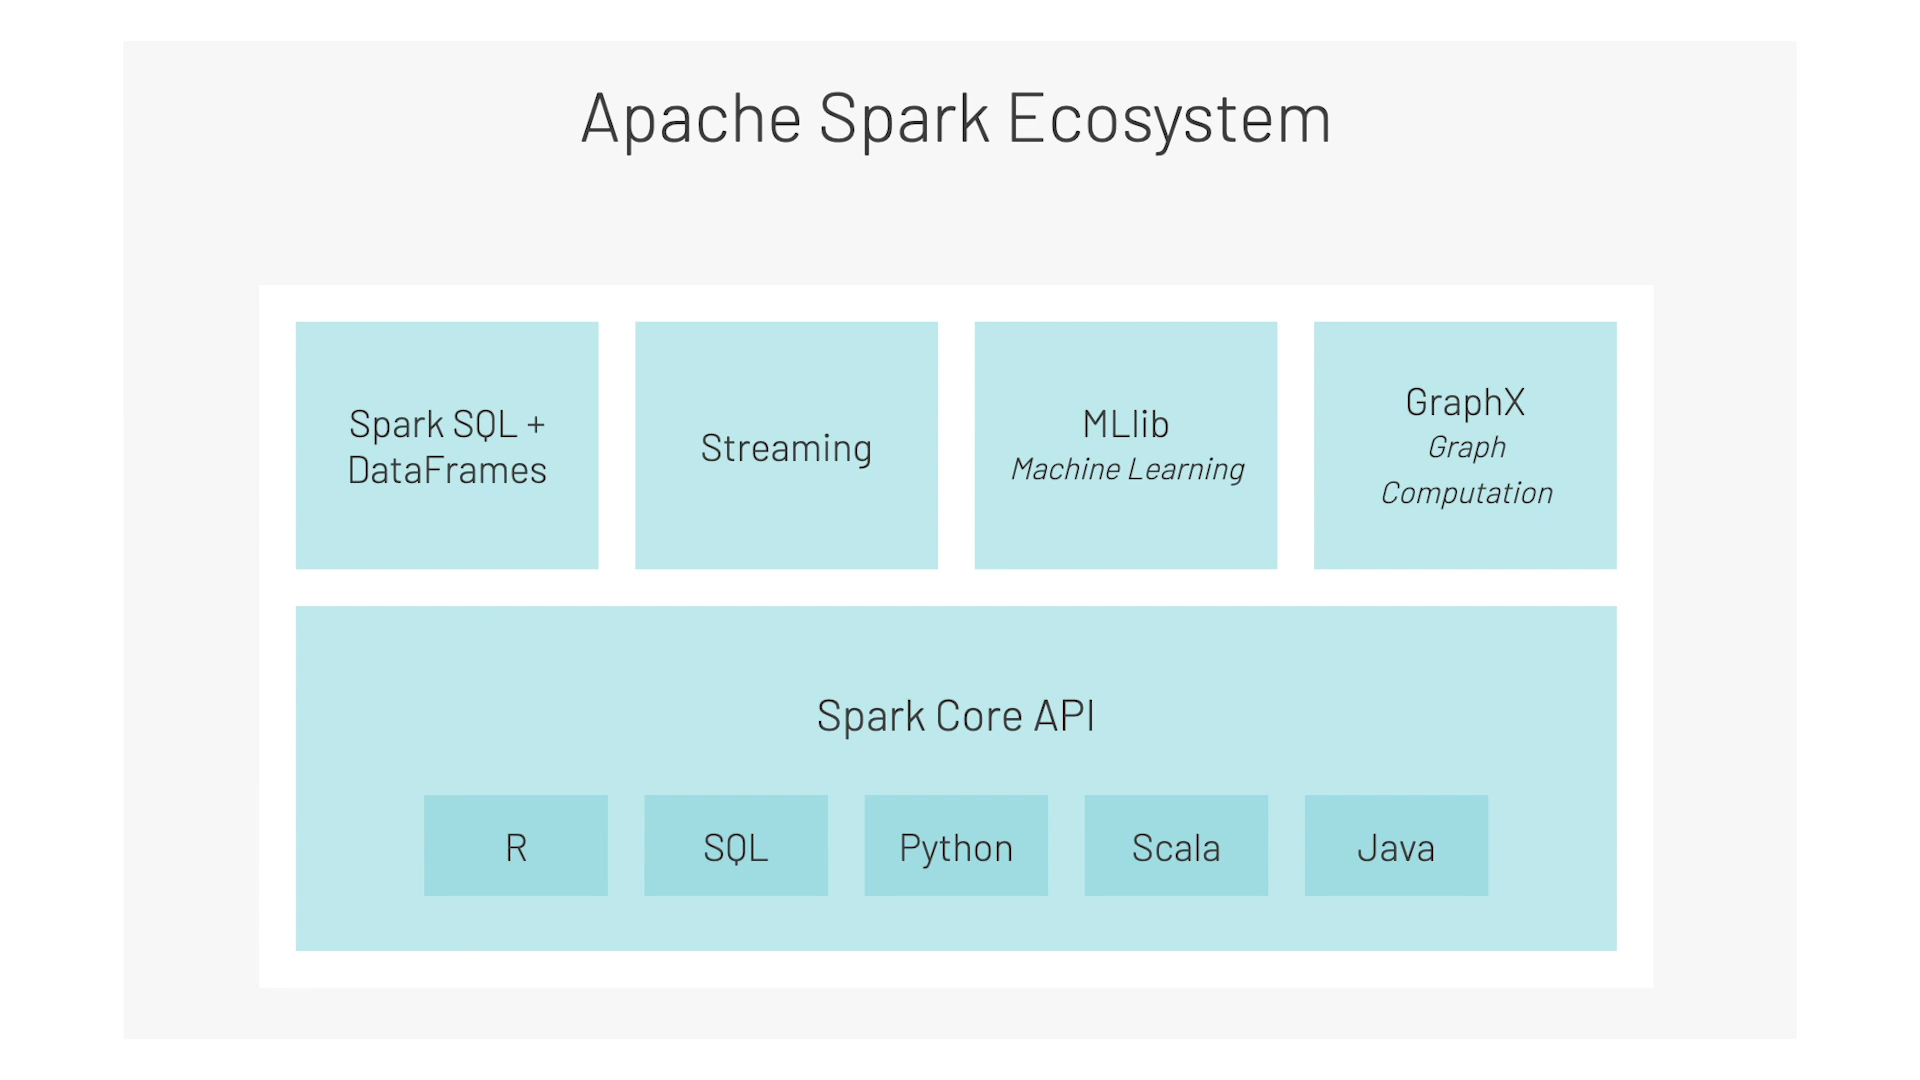 Apache Spark Ecosystem
Spark SQL +
DataFrames
Streaming
MLlib
Machine Learning
GraphX
Graph
Computation
Spark Core API
R
SQL
Python
Scala
Java